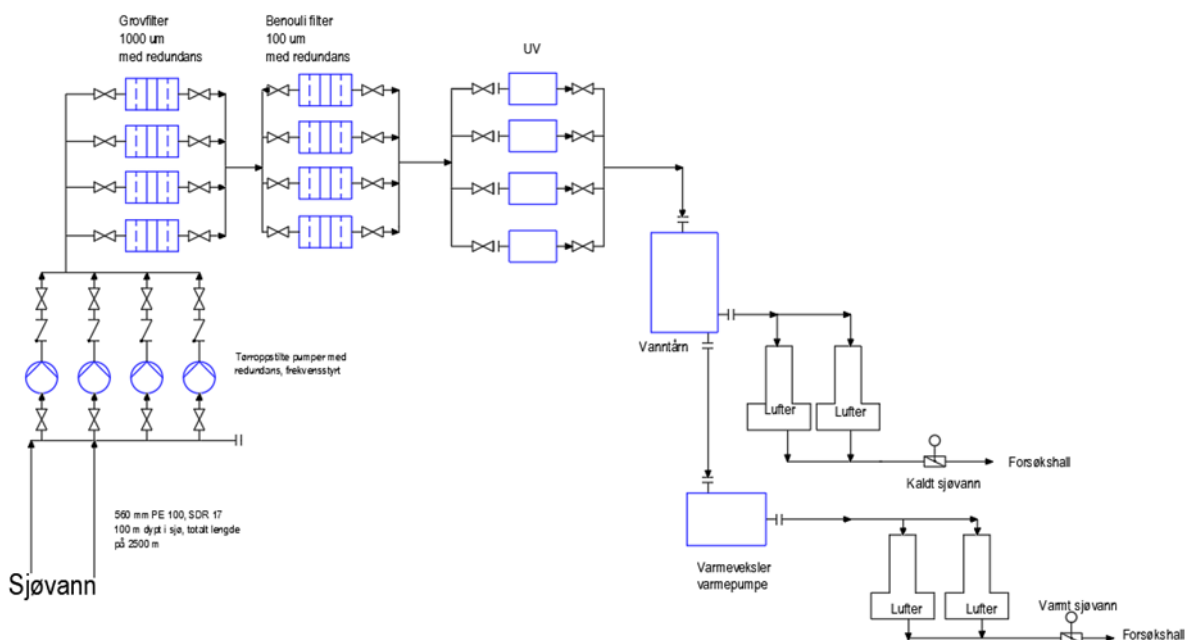 Grovfilter
1000 um
med redundans
Benouli filter
100 um
med redundans
UV
Tørroppstilte pumper med
redundans, frekvensstyrt
Vanntårn
Lufter
Lufter
Forsøkshall
Kaldt sjøvann
560 mm PE 100, SDR 17
100 m dypt i sjø, totalt lengde
på 2500 m
Sjøvann
Varmeveksler
varmepumpe
Lufter
Lufter
Varmt sjøvann
Forsøkshall